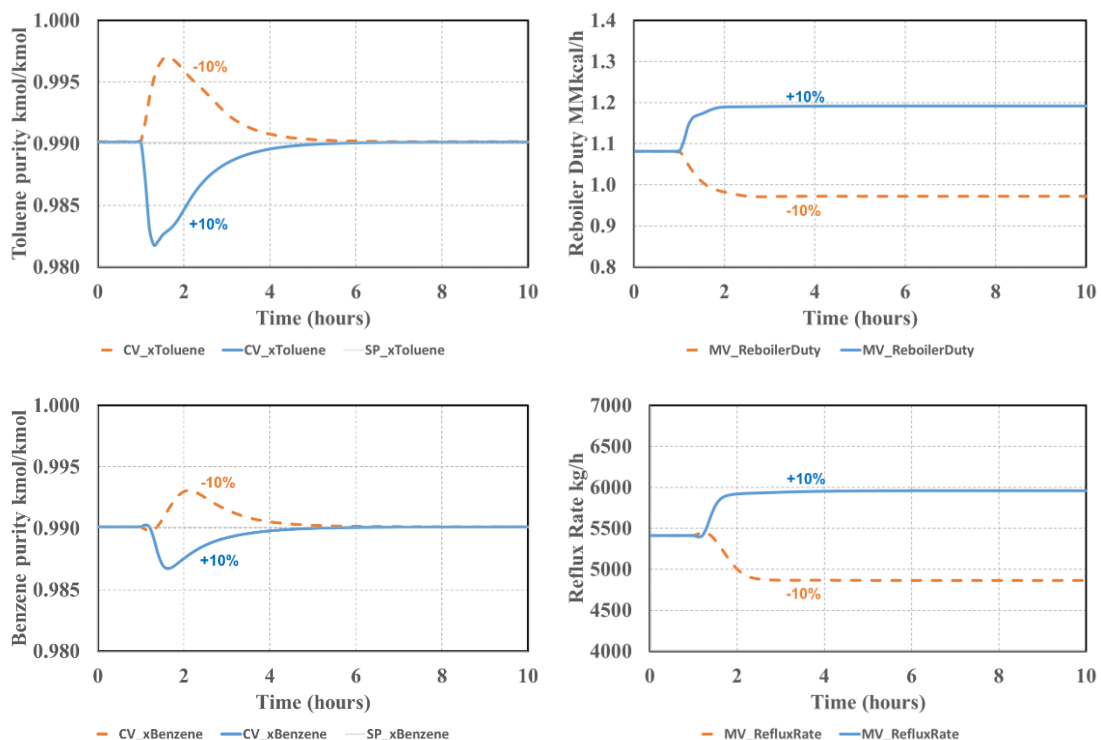 Toluene purity kmol/kmol
1.000
0.995
0.990
0.985
0.980
-10%
+10%
0 2 4 6 8 10
Time (hours)
CV_xToluene CV_xToluene SP_xToluene
Reboiler Duty MMkcal/h
1.4
1.3
1.2
1.1
1.0
0.9
0.8
+10%
-10%
0 2 4 6 8 10
Time (hours)
MV_ReboilerDuty MV_ReboilerDuty
Benzene purity kmol/kmol
1.000
0.995
0.990
0.985
0.980
-10%
+10%
0 2 4 6 8 10
Time (hours)
CV_xBenzene CV_xBenzene SP_xBenzene
Reflux Rate kg/h
7000
6500
6000
5500
5000
4500
4000
+10%
-10%
0 2 4 6 8 10
Time (hours)
MV_RefluxRate MV_RefluxRate